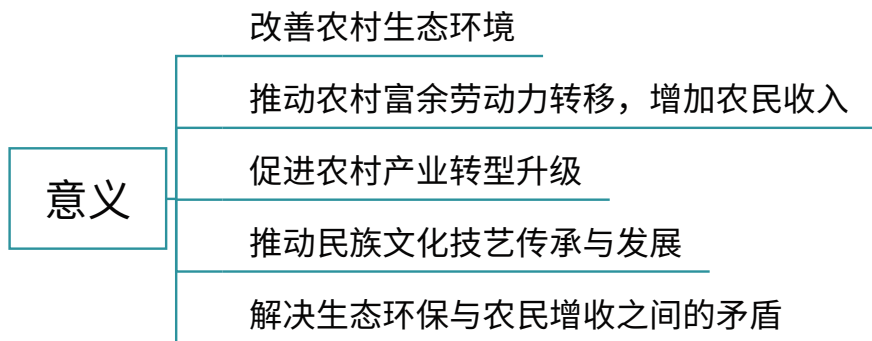 改善农村生态环境
推动农村富余劳动力转移，增加农民收入
意义
促进农村产业转型升级
推动民族文化技艺传承与发展
解决生态环保与农民增收之间的矛盾